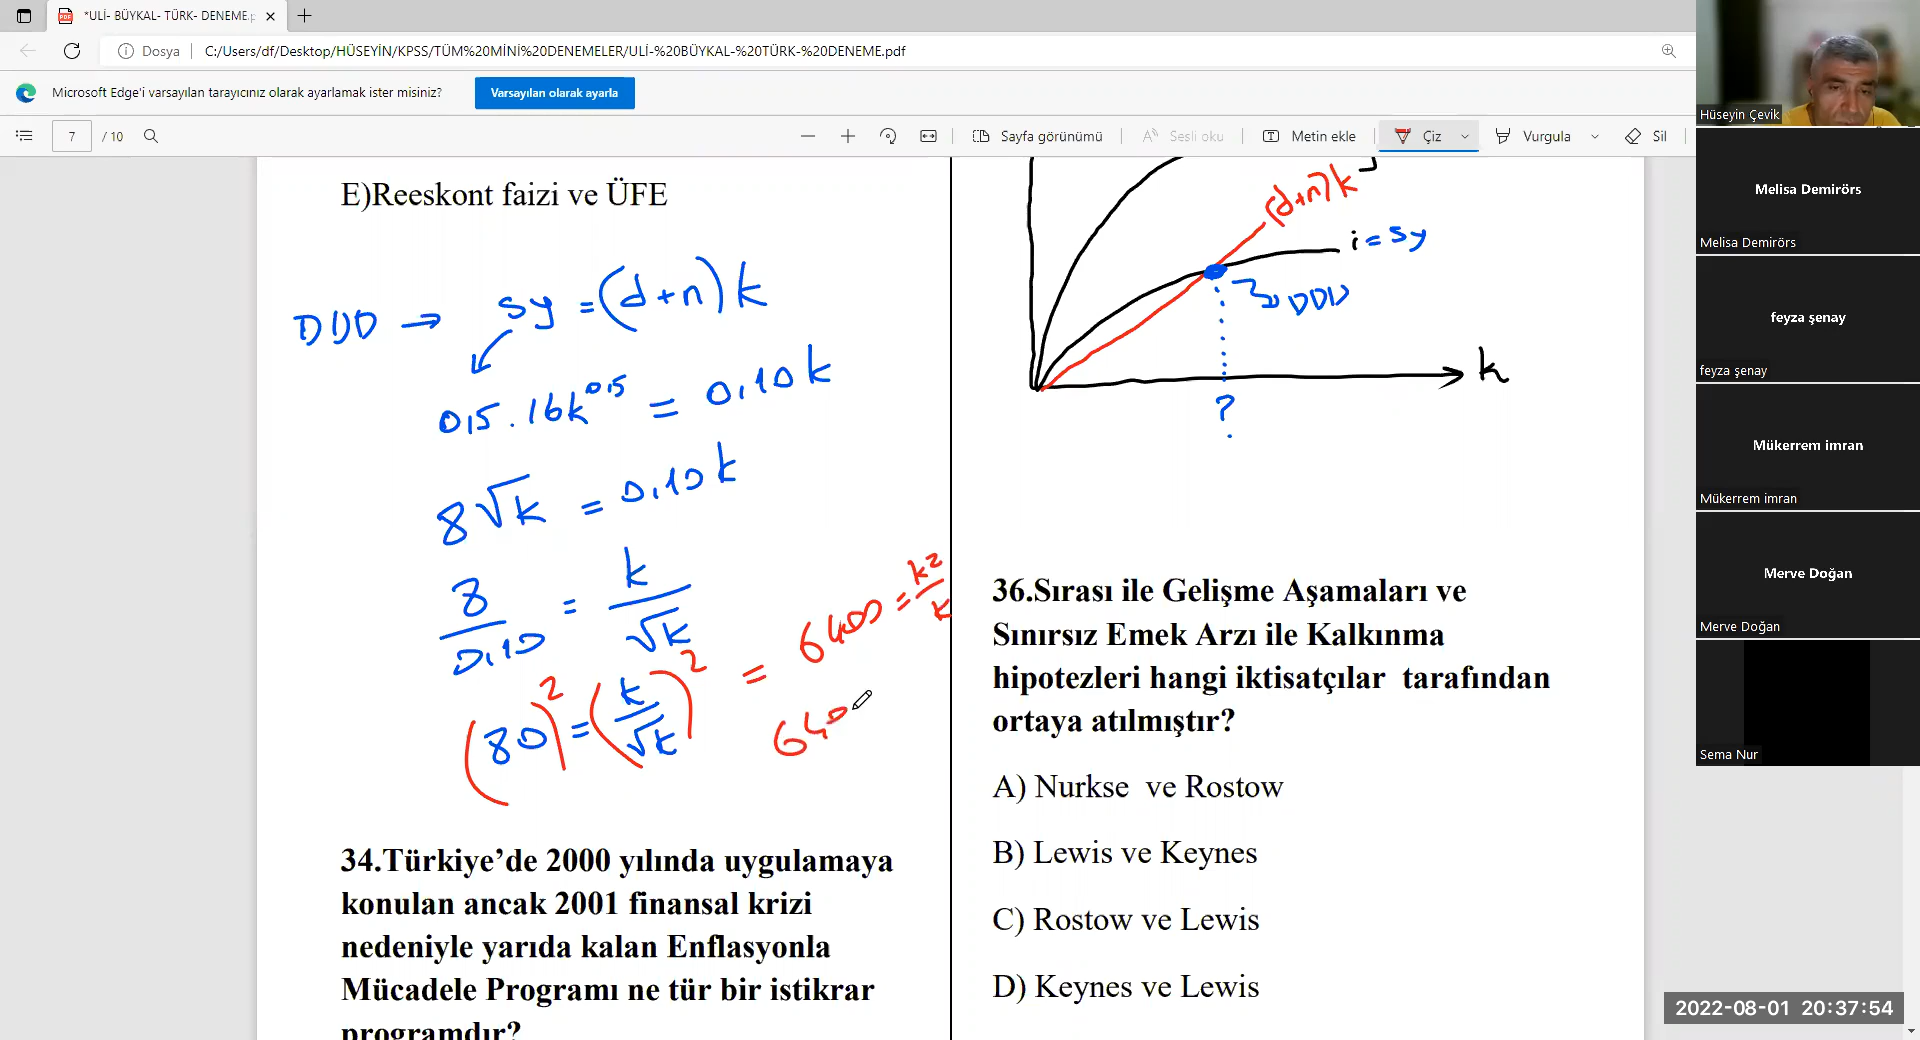 *ULİ- BÜYKAL- TÜRK- DENEME.p
Dosya
C:/Users/df/Desktop/HÜSEYİN/KPSS/TÜM%20MİNİ%20DENEMELER/ULİ-%20BÜYKAL-%20TÜRK-%20DENEME.pdf
Microsoft Edge'i varsayılan tarayıcınız olarak ayarlamak ister misiniz?
Varsayılan olarak ayarla
7 / 10
Sayfa görünümü
Sesli oku
Metin ekle
Çiz
Vurgula
Sil
E)Reeskont faizi ve ÜFE
DDD → sy = (d+n)k
0,5 . 16k^0,5 = 0,10k
8√k = 0,10k
8/0,10 = k/√k
(80)² = (k/√k)² = 6400 = k²/k
640
34.Türkiye'de 2000 yılında uygulamaya
konulan ancak 2001 finansal krizi
nedeniyle yarıda kalan Enflasyonla
Mücadele Programı ne tür bir istikrar
programdır?
(d+n)k
i = sy
DDD
k
?
36.Sırası ile Gelişme Aşamaları ve
Sınırsız Emek Arzı ile Kalkınma
hipotezleri hangi iktisatçılar tarafından
ortaya atılmıştır?
A) Nurkse ve Rostow
B) Lewis ve Keynes
C) Rostow ve Lewis
D) Keynes ve Lewis
Hüseyin Çevik
Melisa Demirörs
Melisa Demirörs
feyza şenay
feyza şenay
Mükerrem imran
Mükerrem imran
Merve Doğan
Merve Doğan
Sema Nur
2022-08-01 20:37:54